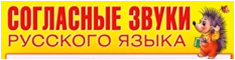 СОГЛАСНЫЕ ЗВУКИ
РУССКОГО ЯЗЫКА